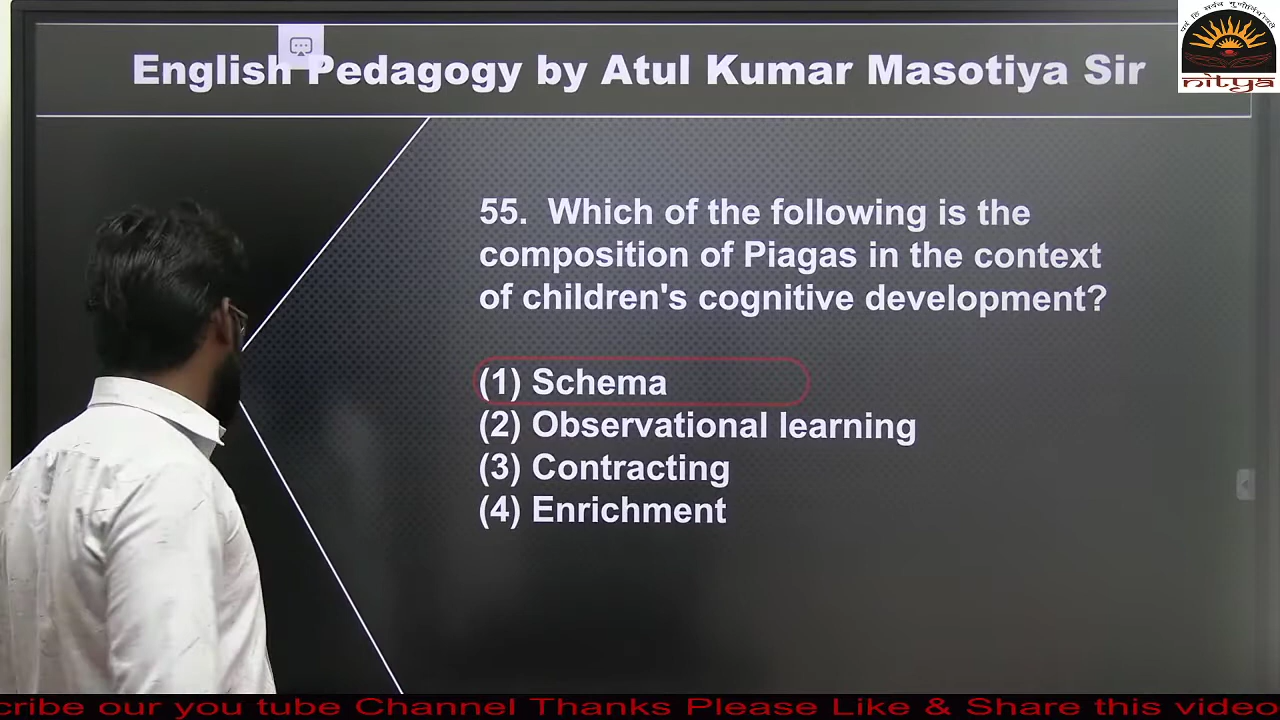 English Pedagogy by Atul Kumar Masotiya Sir
nitya
55. Which of the following is the
composition of Piagas in the context
of children's cognitive development?
(1) Schema
(2) Observational learning
(3) Contracting
(4) Enrichment
cribe our you tube Channel Thanks Please Like & Share this video